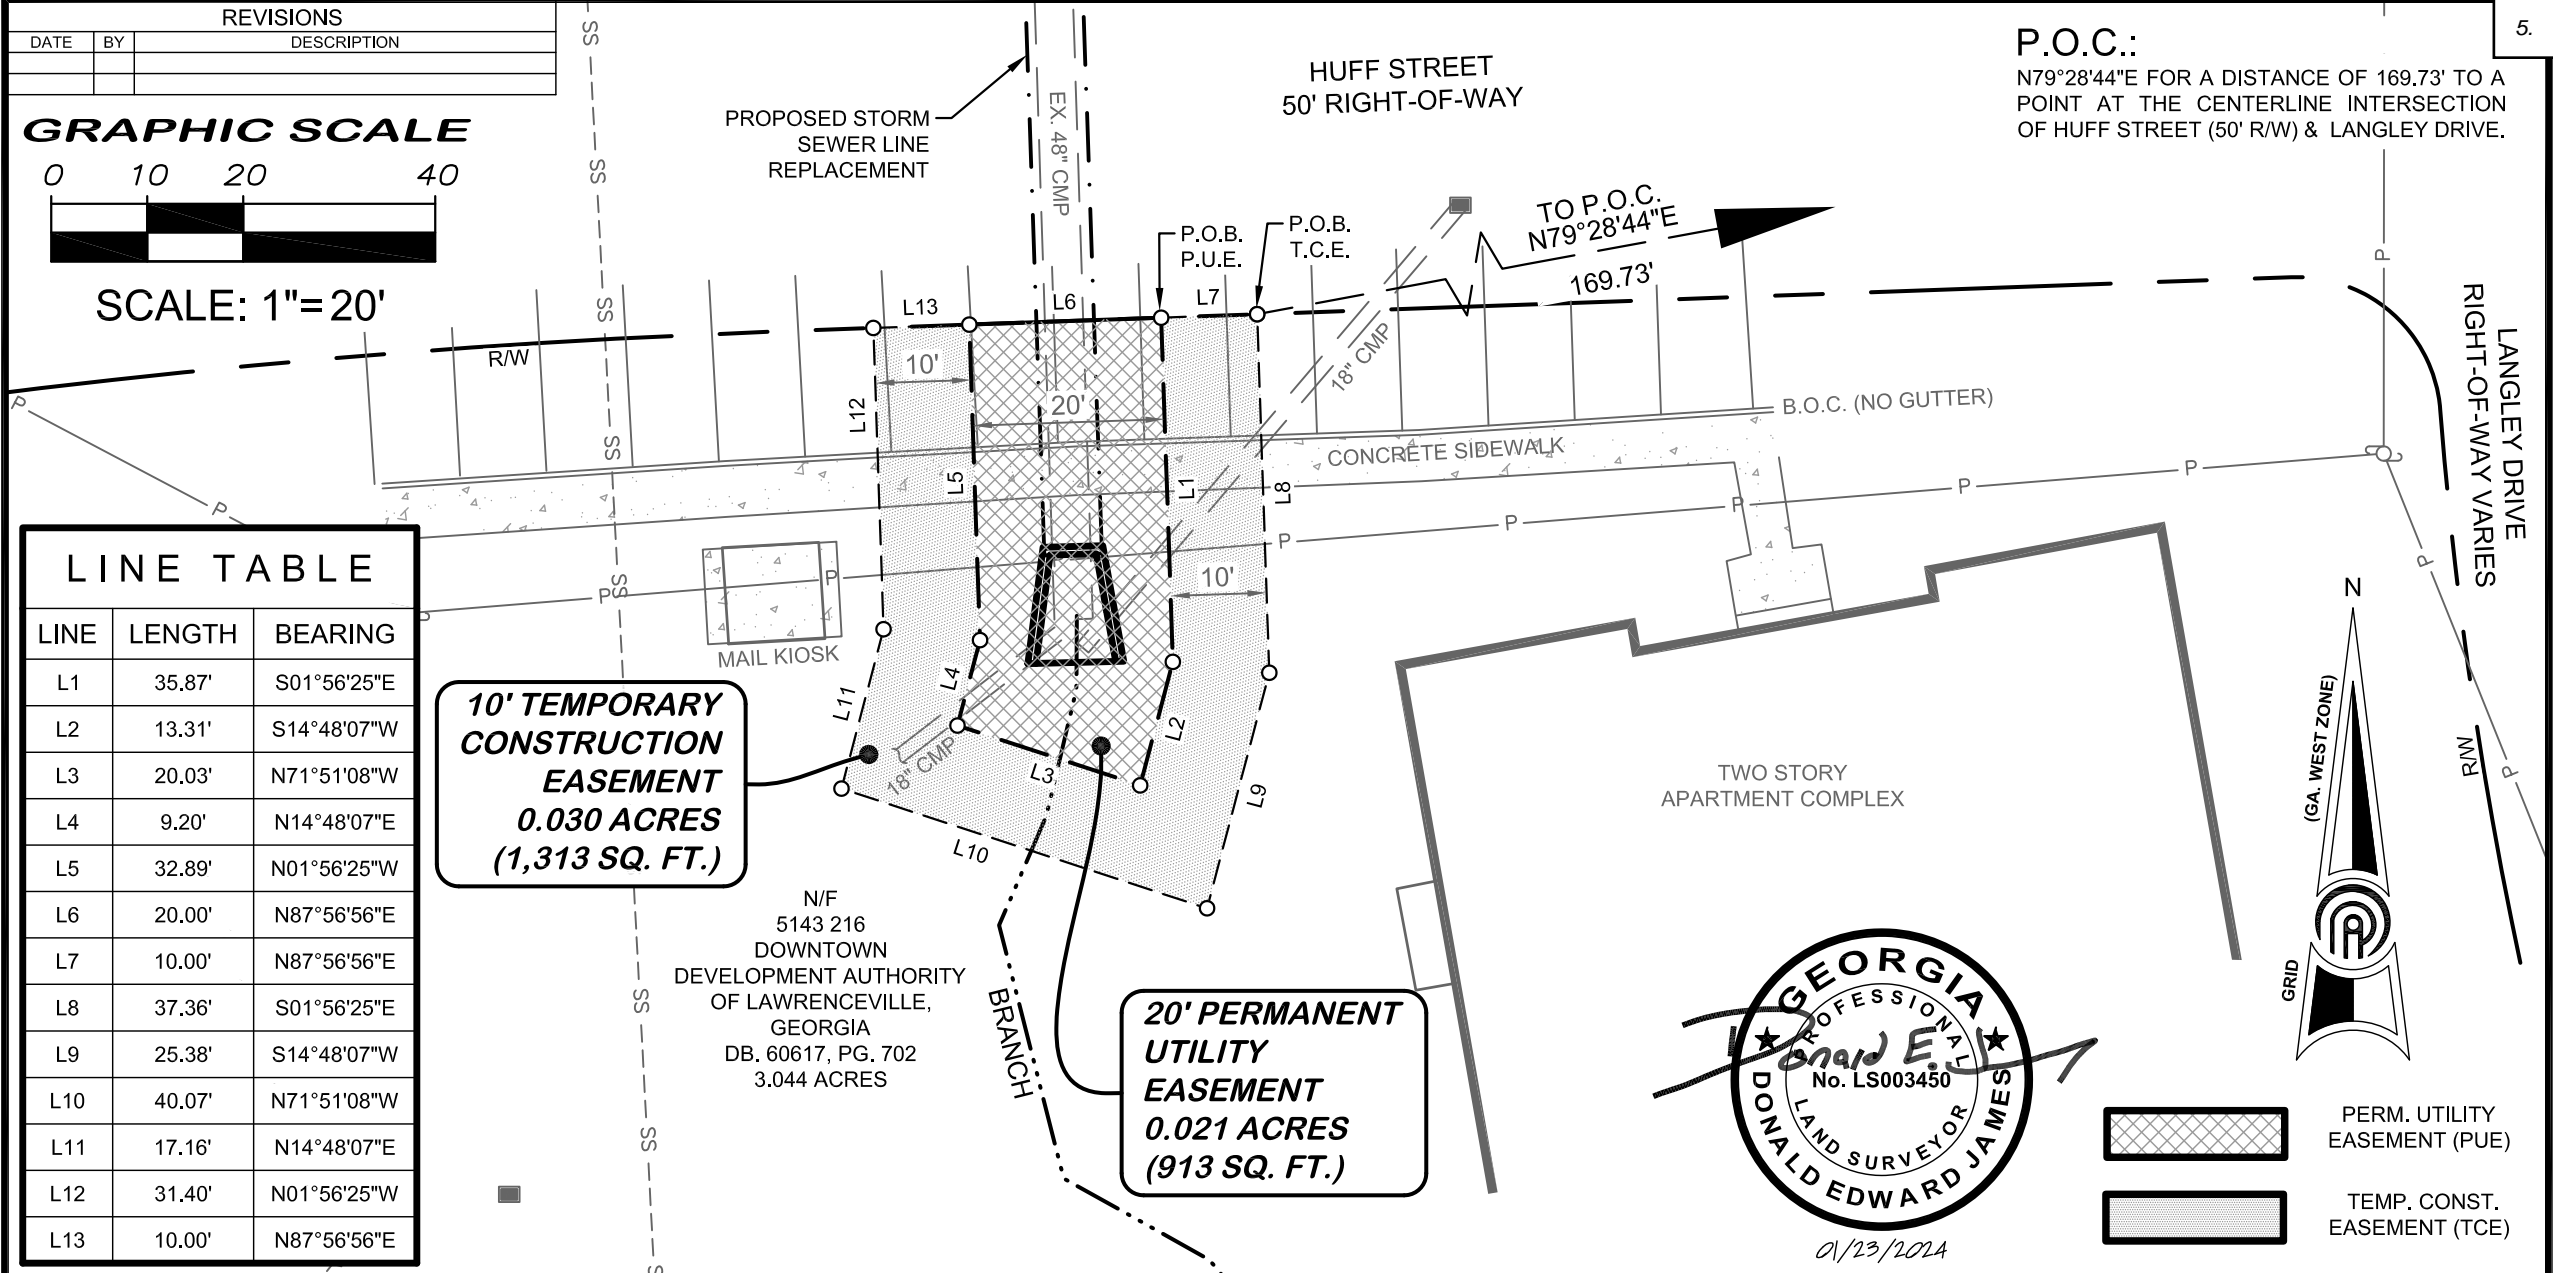 REVISIONS
DATE BY DESCRIPTION
GRAPHIC SCALE
0 10 20 40
SCALE: 1"=20'
5.
P.O.C.:
N79°28'44"E FOR A DISTANCE OF 169.73' TO A
POINT AT THE CENTERLINE INTERSECTION
OF HUFF STREET (50' R/W) & LANGLEY DRIVE.
HUFF STREET
50' RIGHT-OF-WAY
PROPOSED STORM
SEWER LINE
REPLACEMENT
EX. 48" CMP
SS
SS
SS
SS
SS
SS
SS
SS
P.O.B.
P.U.E.
P.O.B.
T.C.E.
TO P.O.C.
N79°28'44"E
169.73'
18" CMP
L13
L6
L7
R/W
10'
20'
L12
L5
L1
L8
10'
L4
L11
L2
L3
L9
L10
18" CMP
B.O.C. (NO GUTTER)
CONCRETE SIDEWALK
MAIL KIOSK
P
P
P
P
P
P
P
P
P
P
P
P
LANGLEY DRIVE
RIGHT-OF-WAY VARIES
R/W
LINE TABLE
LINE LENGTH BEARING
L1 35.87' S01°56'25"E
L2 13.31' S14°48'07"W
L3 20.03' N71°51'08"W
L4 9.20' N14°48'07"E
L5 32.89' N01°56'25"W
L6 20.00' N87°56'56"E
L7 10.00' N87°56'56"E
L8 37.36' S01°56'25"E
L9 25.38' S14°48'07"W
L10 40.07' N71°51'08"W
L11 17.16' N14°48'07"E
L12 31.40' N01°56'25"W
L13 10.00' N87°56'56"E
10' TEMPORARY
CONSTRUCTION
EASEMENT
0.030 ACRES
(1,313 SQ. FT.)
N/F
5143 216
DOWNTOWN
DEVELOPMENT AUTHORITY
OF LAWRENCEVILLE,
GEORGIA
DB. 60617, PG. 702
3.044 ACRES
BRANCH
20' PERMANENT
UTILITY
EASEMENT
0.021 ACRES
(913 SQ. FT.)
TWO STORY
APARTMENT COMPLEX
N
(GA. WEST ZONE)
GRID
GEORGIA
PROFESSIONAL
No. LS003450
LAND SURVEYOR
DONALD EDWARD JAMES
01/23/2024
PERM. UTILITY
EASEMENT (PUE)
TEMP. CONST.
EASEMENT (TCE)